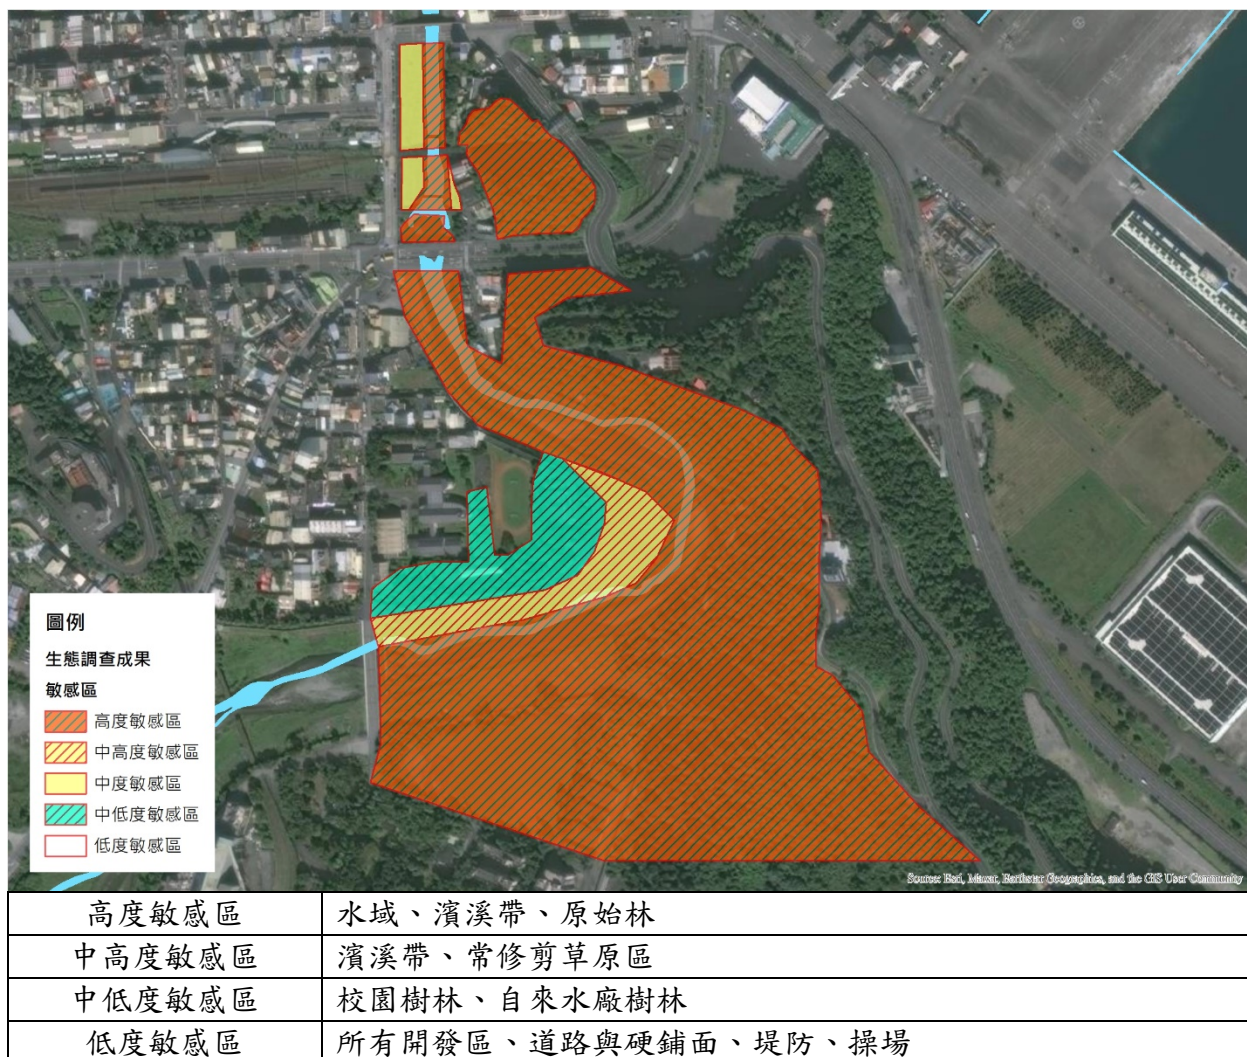 圖例
生態調查成果
敏感區
高度敏感區
中高度敏感區
中度敏感區
中低度敏感區
低度敏感區
Source: Esri, Maxar, Earthstar Geographics, and the GIS User Community
高度敏感區 水域、濱溪帶、原始林
中高度敏感區 濱溪帶、常修剪草原區
中低度敏感區 校園樹林、自來水廠樹林
低度敏感區 所有開發區、道路與硬鋪面、堤防、操場